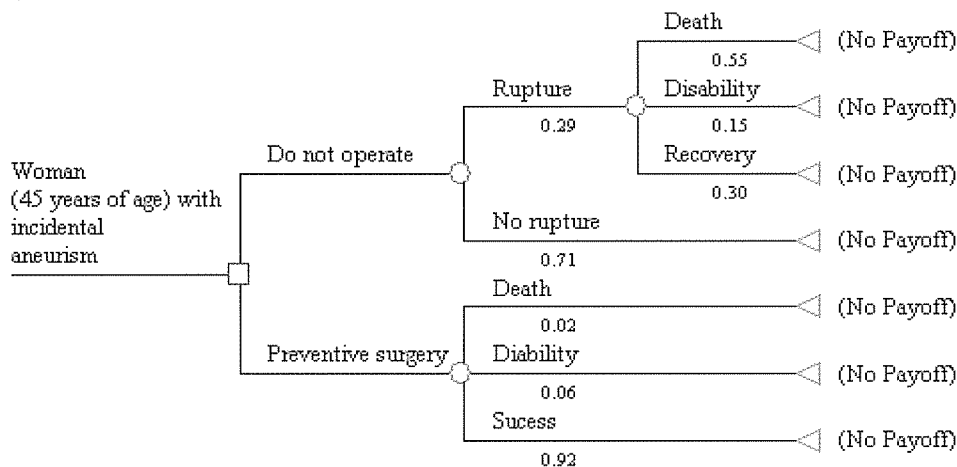 Death
(No Payoff)
0.55
Rupture
Disability
(No Payoff)
0.29
0.15
Do not operate
Recovery
(No Payoff)
0.30
Woman
(45 years of age) with
incidental
aneurism
No rupture
(No Payoff)
0.71
Death
(No Payoff)
0.02
Preventive surgery
Diability
(No Payoff)
0.06
Sucess
(No Payoff)
0.92